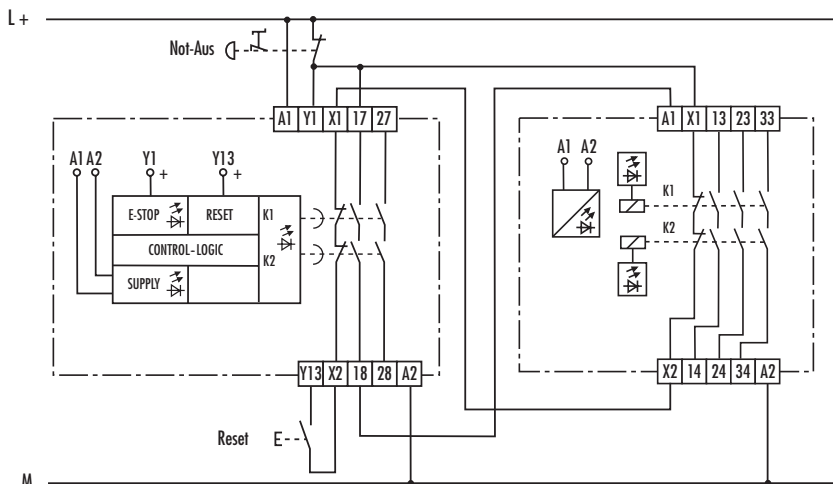 L +
Not-Aus
A1 Y1 X1 17 27
A1 X1 13 23 33
A1 A2 Y1 + Y13 +
A1 A2
E-STOP RESET K1
CONTROL-LOGIC
K2
SUPPLY
K1
K2
Y13 X2 18 28 A2
X2 14 24 34 A2
Reset
M